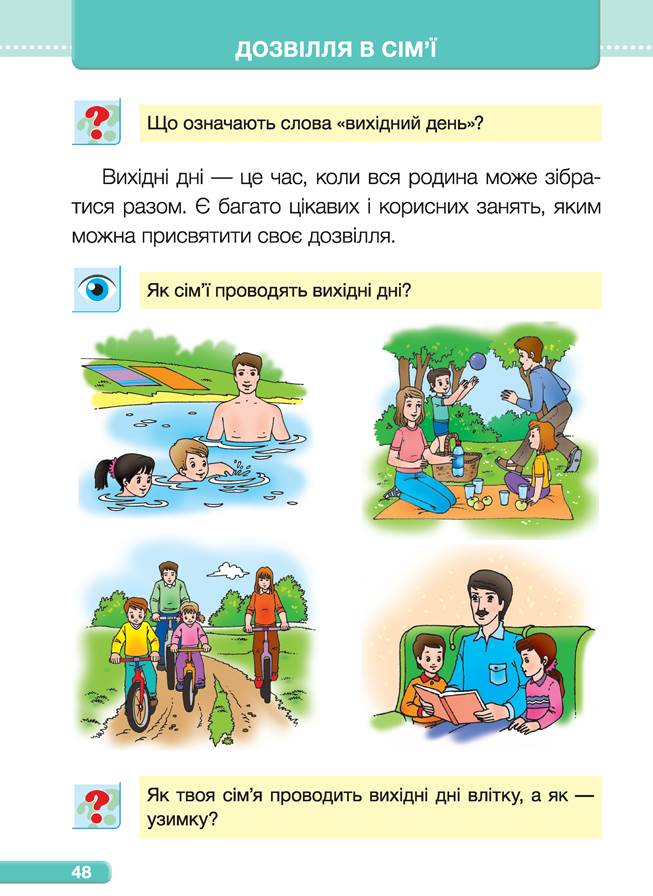 ДОЗВІЛЛЯ В СІМ’Ї
Що означають слова «вихідний день»?
Вихідні дні — це час, коли вся родина може зібра-
тися разом. Є багато цікавих і корисних занять, яким
можна присвятити своє дозвілля.
Як сім’ї проводять вихідні дні?
Як твоя сім’я проводить вихідні дні влітку, а як —
узимку?
48